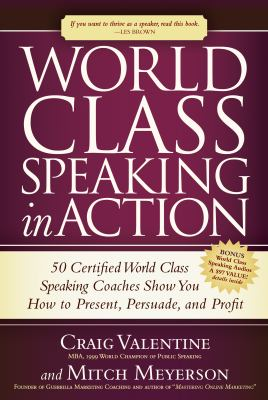 If you want to thrive as a speaker, read this book.
—LES BROWN
WORLD
CLASS
SPEAKING
in ACTION
BONUS
World Class
Speaking Audios
A $97 VALUE!
details inside
50 Certified World Class
Speaking Coaches Show You
How to Present, Persuade, and Profit
CRAIG VALENTINE
MBA, 1999 WORLD CHAMPION OF PUBLIC SPEAKING
AND MITCH MEYERSON
FOUNDER OF GUERRILLA MARKETING COACHING AND AUTHOR OF "MASTERING ONLINE MARKETING"